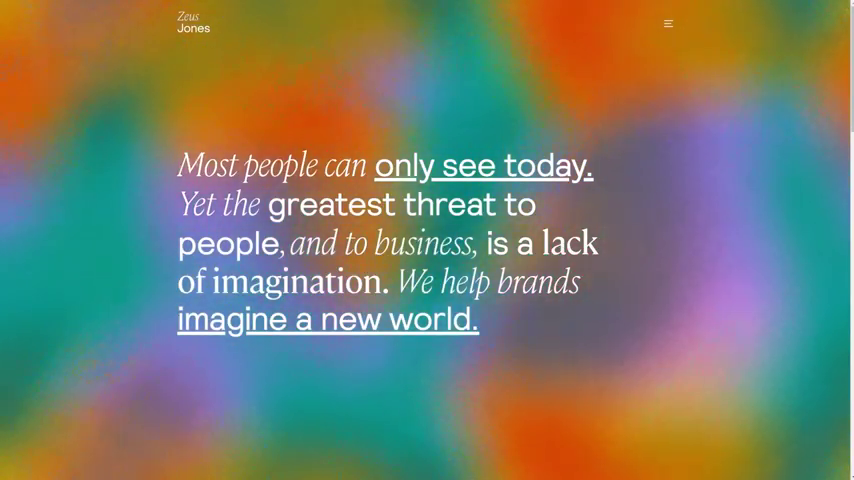 Zeus
Jones
Most people can only see today.
Yet the greatest threat to
people, and to business, is a lack
of imagination. We help brands
imagine a new world.